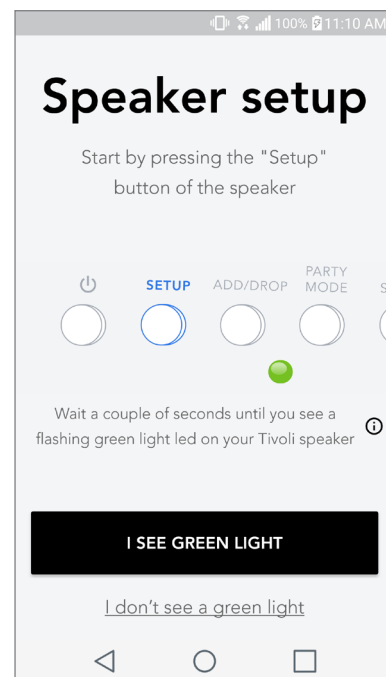 100% 11:10 AM
Speaker setup
Start by pressing the "Setup"
button of the speaker
SETUP ADD/DROP PARTY
MODE S
Wait a couple of seconds until you see a
flashing green light led on your Tivoli speaker
I SEE GREEN LIGHT
I don't see a green light